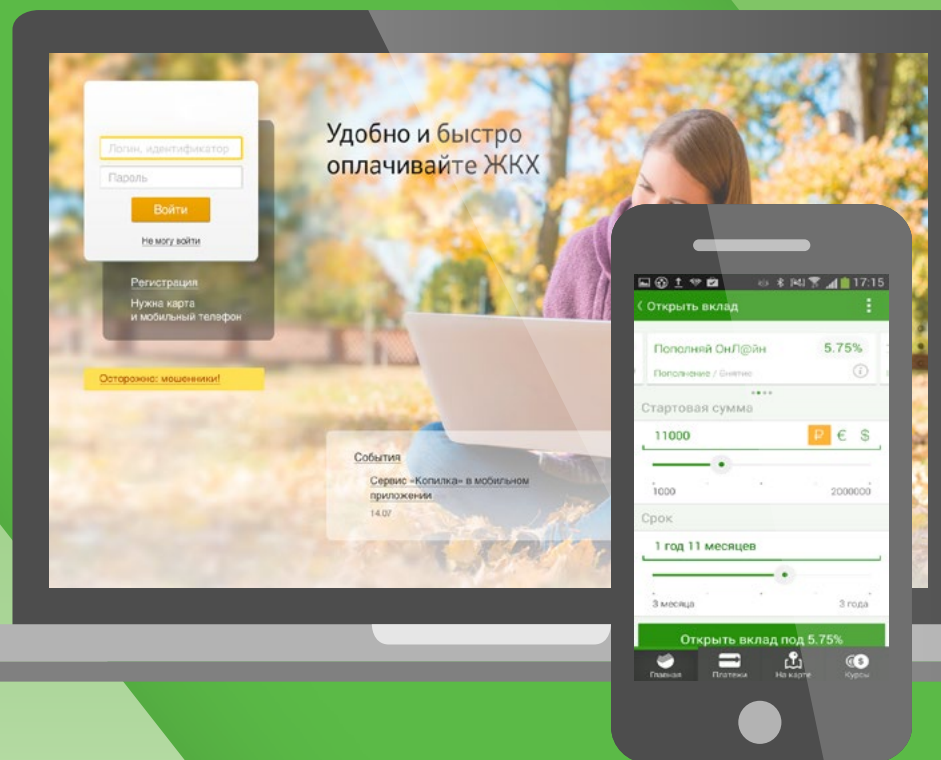 Логин, идентификатор
Пароль
Войти
Не могу войти
Регистрация
Нужна карта
и мобильный телефон
Осторожно: мошенники!
Удобно и быстро
оплачивайте ЖКХ
События
Сервис «Копилка» в мобильном
приложении
14.07
17:15
Открыть вклад
Пополняй ОнЛ@йн 5.75%
Пополнение / Снятие
Стартовая сумма
11000 ₽ € $
1000 2000000
Срок
1 год 11 месяцев
3 месяца 3 года
Открыть вклад под 5.75%
Главная Платежи На карте Курсы